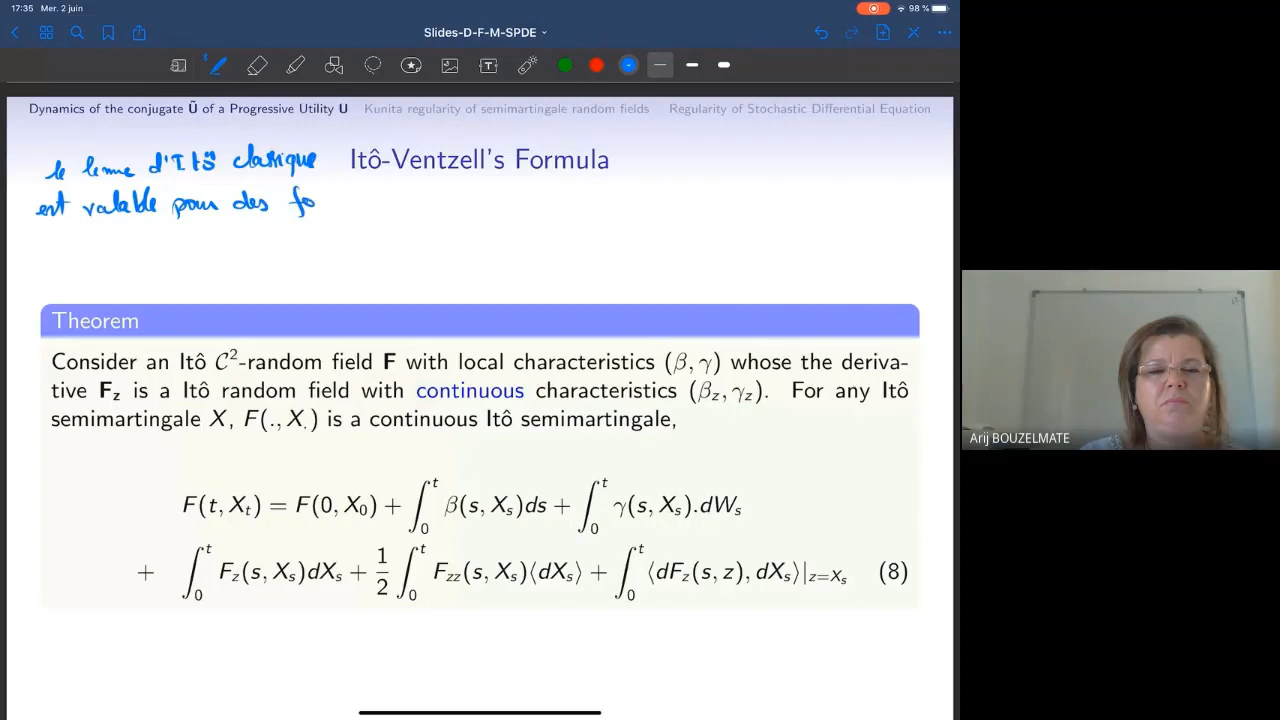 17:35 Mer. 2 juin
98 %
Slides-D-F-M-SPDE
Dynamics of the conjugate Ũ of a Progressive Utility U Kunita regularity of semimartingale random fields Regularity of Stochastic Differential Equation
Itô-Ventzell's Formula
le lemme d'Itô classique
est valable pour des fo
Theorem
Consider an Itô 𝒞²-random field F with local characteristics (β, γ) whose the deriva-
tive F_z is a Itô random field with continuous characteristics (β_z, γ_z). For any Itô
semimartingale X, F(., X.) is a continuous Itô semimartingale,
F(t, X_t) = F(0, X_0) + ∫_0^t β(s, X_s)ds + ∫_0^t γ(s, X_s).dW_s
+ ∫_0^t F_z(s, X_s)dX_s + 1/2 ∫_0^t F_zz(s, X_s)⟨dX_s⟩ + ∫_0^t ⟨dF_z(s, z), dX_s⟩|_{z=X_s} (8)
Arij BOUZELMATE